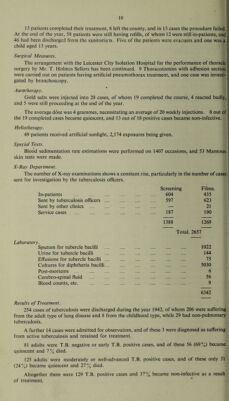 10
13 patients completed their treatment, 8 left the county, and in 13 cases the procedure failed.
At the end of the year, 58 patients were still having refills, of whom 12 were still in-patients, and
46 had been discharged from the sanatorium. Five of the patients were evacuees and one was a
child aged 13 years.
Surgical Measures.
The arrangement with the Leicester City Isolation Hospital for the performance of thoracic
surgery by Mr. T. Holmes Sellors has been continued. 9 Thoracotomies with adhesion section
were carried out on patients having artificial pneumothorax treatment, and one case was investi-
gated by bronchoscopy.
Aurotherapy.
Gold salts were injected into 28 cases, of whom 19 completed the course, 4 reacted badly,
and 5 were still proceeding at the end of the year.
The average dose was 4 grammes, necessitating an average of 20 weekly injections. 8 out of
the 19 completed cases became quiescent, and 13 out of 16 positive cases became non-infective.
Heliotherapy.
49 patients received artificial sunlight, 2,174 exposures being given.
Special Tests.
Blood sedimentation rate estimations were performed on 1407 occasions, and 53 Mantoux
skin tests were made.
X-Ray Department.
The number of X-ray examinations shows a constant rise, particularly in the number of cases
sent for investigation by the tuberculosis officers.
Screening Films.
In-patients 604 435
Sent by tuberculosis officers 597 623
Sent by other clinics — 21
Service cases 187 190
1388 1269
Total, 2657
Laboratory.
Sputum for tubercle bacilli 1022
Urine for tubercle bacilli 144
Effusions for tubercle bacilli 75
Cultures for diphtheria bacilli 5030
Post-mortems 6
Cerebro-spinal fluid 56
Blood counts, etc. 9
6342
Results of Treatment.
254 cases of tuberculosis were discharged during the year 1942, of whom 206 were suffering
from the adult type of lung disease and 4 from the childhood type, while 29 had non-pulmonary
tuberculosis.
A further 14 cases were admitted for observation, and of these 3 were diagnosed as suffering
from active tuberculosis and retained for treatment.
81 adults were T.B. negative or early T.B. positive cases, and of these 56 (69%) became
quiescent and 7% died.
125 adults were moderately or well-advanced T.B. positive cases, and of these only 31
(24%) became quiescent and 27% died.
Altogether there were 129 T.B. positive cases and 37% became non-infective as a result
of treatment.